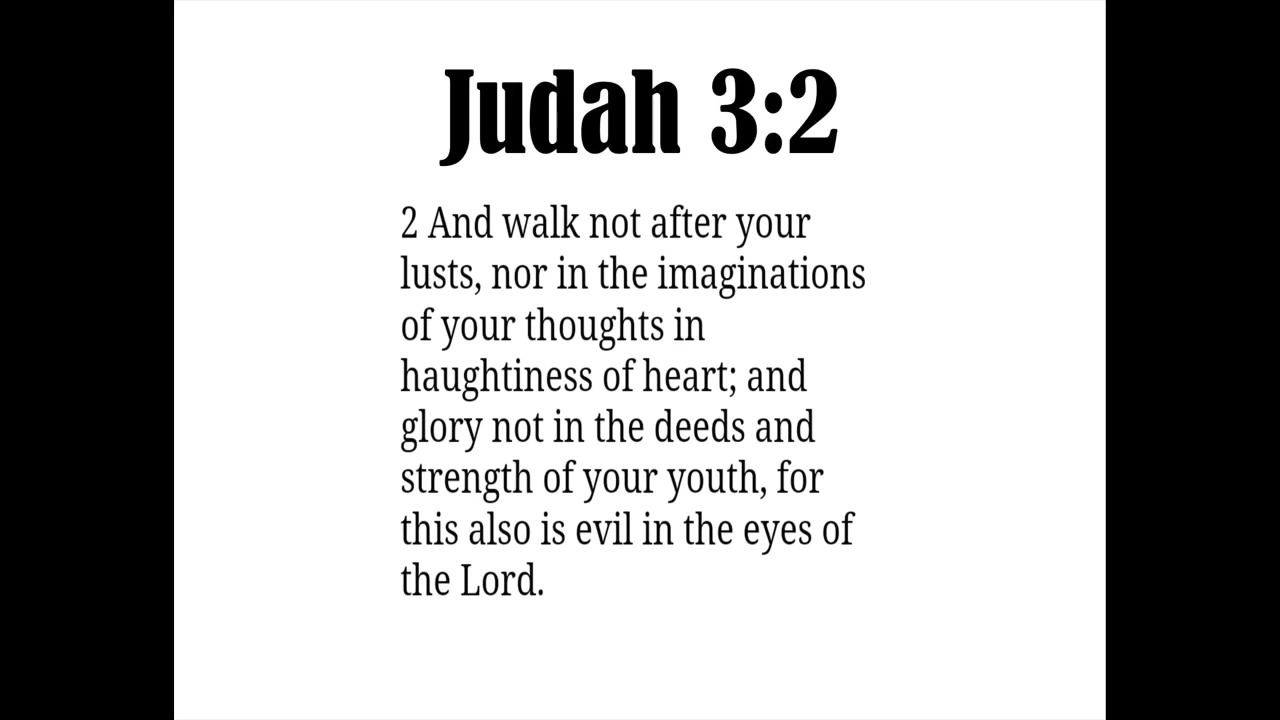 Judah 3:2
2 And walk not after your
lusts, nor in the imaginations
of your thoughts in
haughtiness of heart; and
glory not in the deeds and
strength of your youth, for
this also is evil in the eyes of
the Lord.